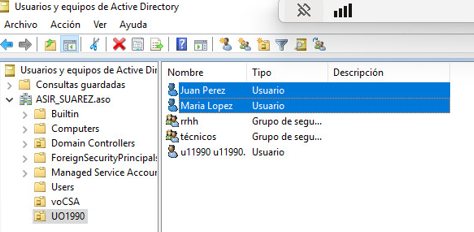 Usuarios y equipos de Active Directory
Archivo Acción Ver Ayuda
Usuarios y equipos de Active Direct
Consultas guardadas
ASIR_SUAREZ.aso
Builtin
Computers
Domain Controllers
ForeignSecurityPrincipals
Managed Service Accoun
Users
voCSA
UO1990
Nombre Tipo Descripción
Juan Perez Usuario
Maria Lopez Usuario
rrhh Grupo de segu...
técnicos Grupo de segu...
u11990 u11990. Usuario